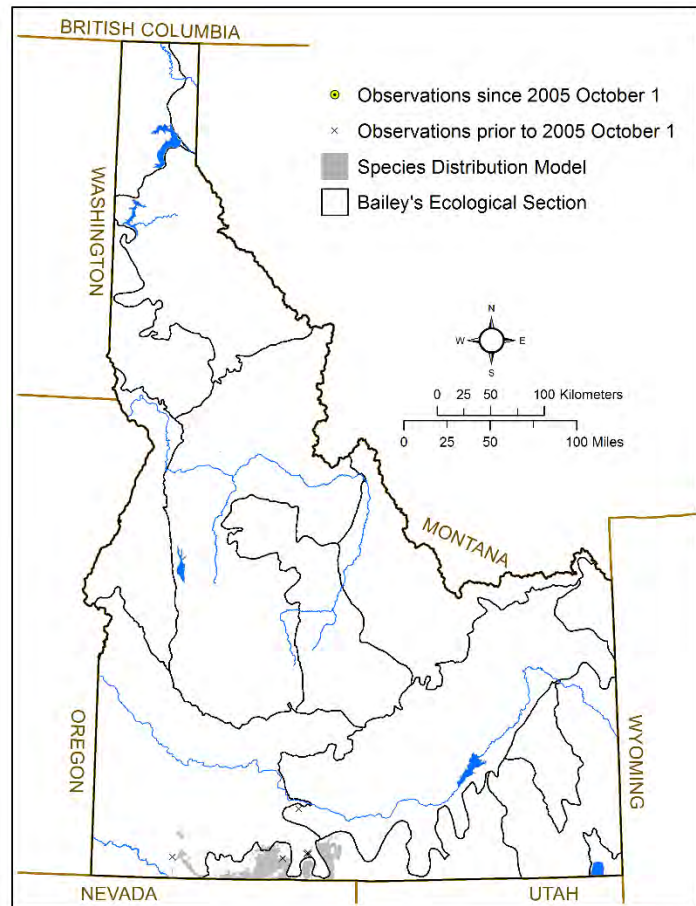 BRITISH COLUMBIA
Observations since 2005 October 1
Observations prior to 2005 October 1
Species Distribution Model
Bailey's Ecological Section
WASHINGTON
N
W E
S
0 25 50 100 Kilometers
0 25 50 100 Miles
MONTANA
OREGON
WYOMING
NEVADA
UTAH